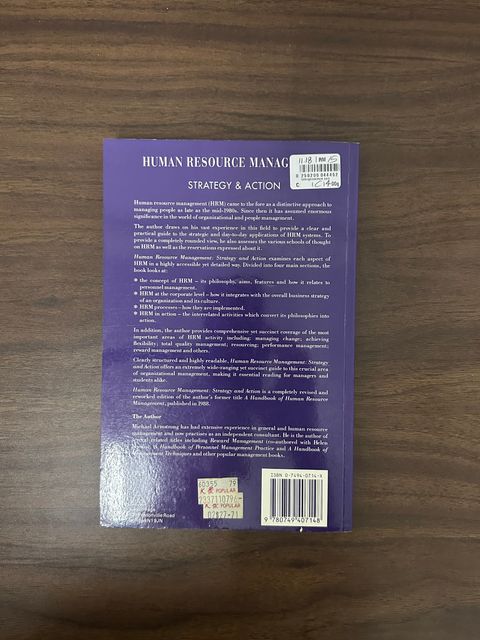 HUMAN RESOURCE MANAG
STRATEGY & ACTION
Human resource management (HRM) came to the fore as a distinctive approach to
managing people as late as the mid-1980s. Since then it has assumed enormous
significance in the world of organizational and people management.
The author draws on his vast experience in this field to provide a clear and
practical guide to the strategic and day-to-day applications of HRM systems. To
provide a completely rounded view, he also assesses the various schools of thought
on HRM as well as the reservations expressed about it.
Human Resource Management: Strategy and Action examines each aspect of
HRM in a highly accessible yet detailed way. Divided into four main sections, the
book looks at:
the concept of HRM – its philosophy, aims, features and how it relates to
personnel management.
HRM at the corporate level – how it integrates with the overall business strategy
of an organization and its culture.
HRM processes – how they are implemented.
HRM in action – the interrelated activities which convert its philosophies into
action.
In addition, the author provides comprehensive yet succinct coverage of the most
important areas of HRM activity including: managing change; achieving
flexibility; total quality management; resourcing; performance management;
reward management and others.
Clearly structured and highly readable, Human Resource Management: Strategy
and Action offers an extremely wide-ranging yet succinct guide to this crucial area
of organizational management, making it essential reading for managers and
students alike.
Human Resource Management: Strategy and Action is a completely revised and
reworked edition of the author's former title A Handbook of Human Resource
Management, published in 1988.
The Author
Michael Armstrong has had extensive experience in general and human resource
management and now practises as an independent consultant. He is the author of
several related titles including Reward Management (co-authored with Helen
A Handbook of Personnel Management Practice and A Handbook of
Management Techniques and other popular management books.
60355 79
POPULAR
POPULAR
ISBN 0-7494-0714-X
9 780749 407148
Pentonville Road
N1 9JN